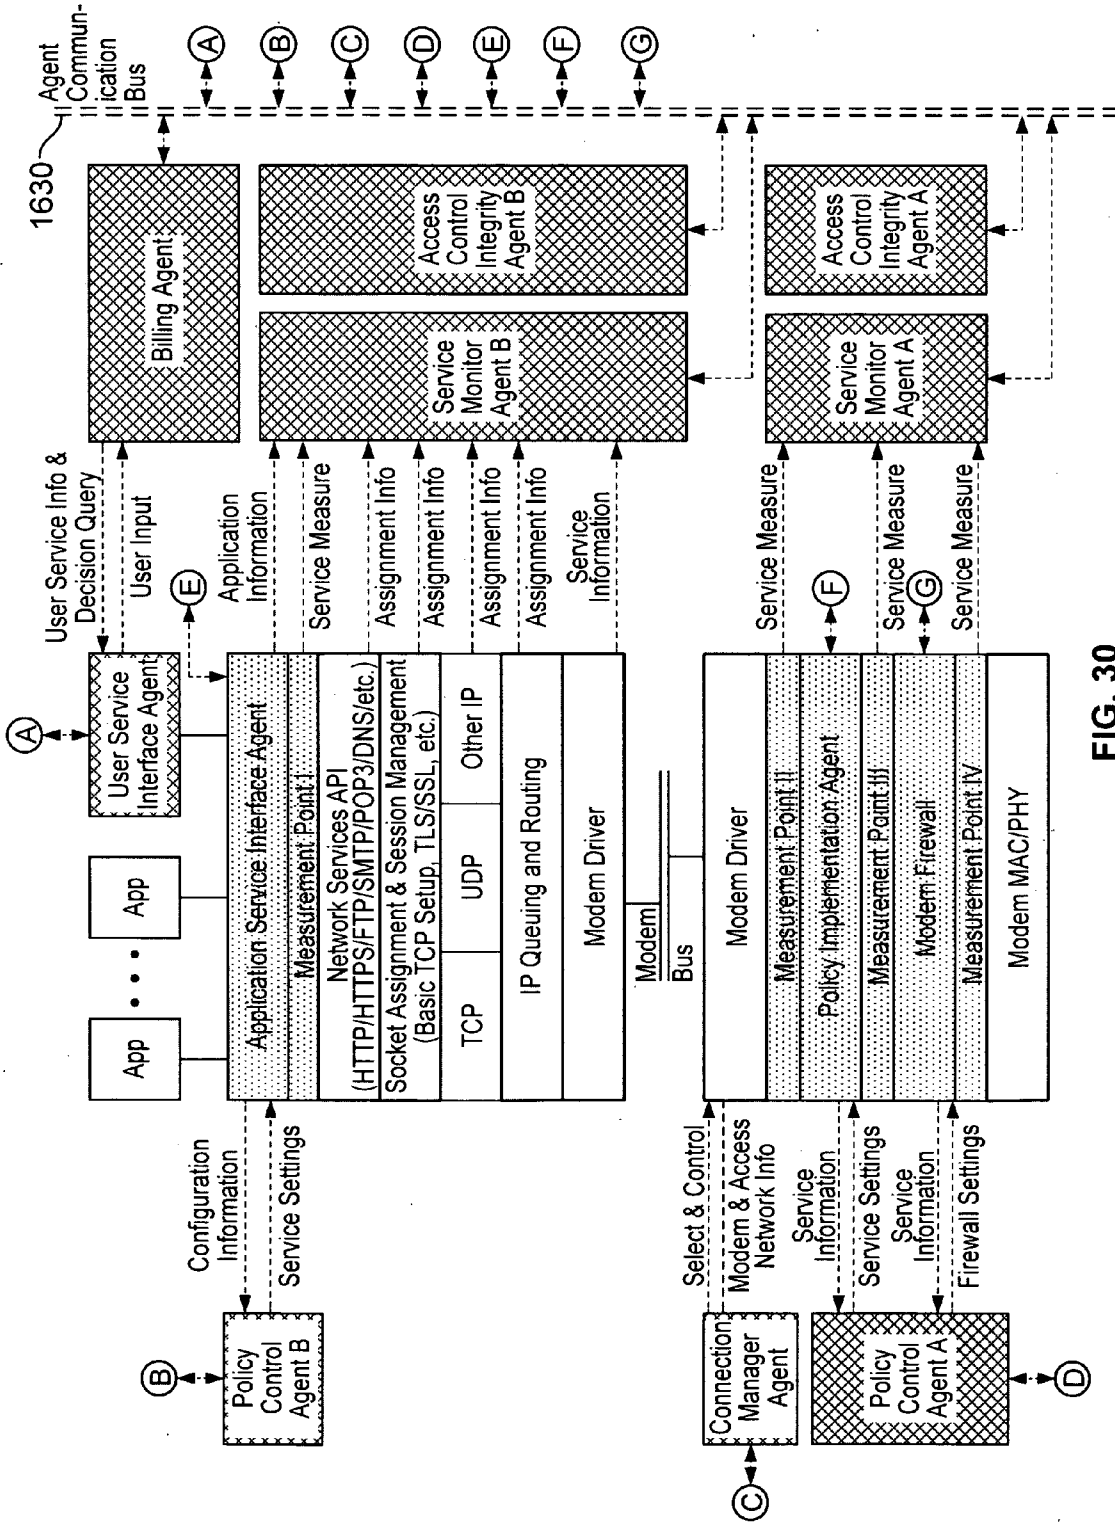 1630
Agent
Commun-
ication
Bus
A
B
C
D
E
F
G
Billing Agent
Access
Control
Integrity
Agent B
Access
Control
Integrity
Agent A
Service
Monitor
Agent B
Service
Monitor
Agent A
User Service Info &
Decision Query
User Input
E
Application
Information
Service Measure
Assignment Info
Assignment Info
Assignment Info
Assignment Info
Service
Information
Service Measure
F
Service Measure
G
Service Measure
A
User Service
Interface Agent
App
App
Application Service Interface Agent
Measurement Point I
Network Services API
(HTTP/HTTPS/FTP/SMTP/POP3/DNS/etc.)
Socket Assignment & Session Management
(Basic TCP Setup, TLS/SSL, etc.)
TCP
UDP
Other IP
IP Queuing and Routing
Modem Driver
Modem
Bus
Modem Driver
Measurement Point II
Policy Implementation Agent
Measurement Point III
Modem Firewall
Measurement Point IV
Modem MAC/PHY
Configuration
Information
Service Settings
Select & Control
Modem & Access
Network Info
Service
Information
Service Settings
Service
Information
Firewall Settings
B
Policy
Control
Agent B
Connection
Manager
Agent
C
Policy
Control
Agent A
D
FIG. 30